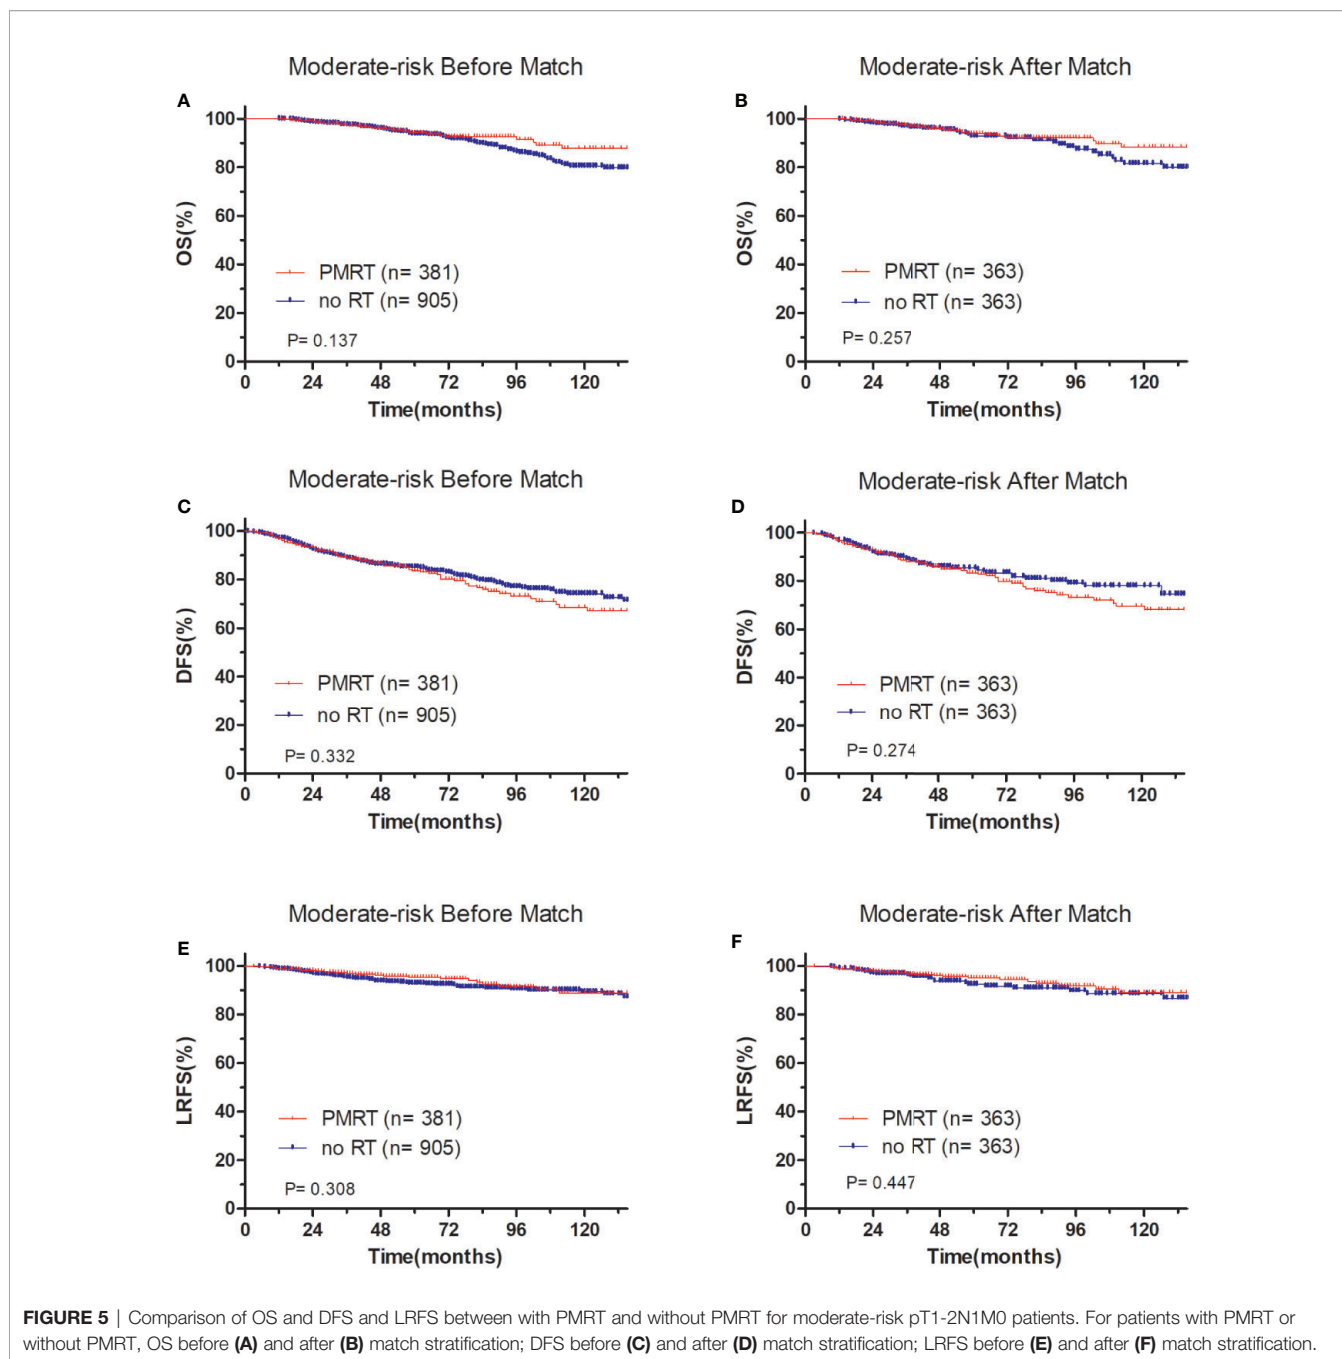 Moderate-risk Before Match
A
100
80
60
40
20
0
OS(%)
PMRT (n= 381)
no RT (n= 905)
P= 0.137
0 24 48 72 96 120
Time(months)
Moderate-risk After Match
B
100
80
60
40
20
0
OS(%)
PMRT (n= 363)
no RT (n= 363)
P= 0.257
0 24 48 72 96 120
Time(months)
Moderate-risk Before Match
C
100
80
60
40
20
0
DFS(%)
PMRT (n= 381)
no RT (n= 905)
P= 0.332
0 24 48 72 96 120
Time(months)
Moderate-risk After Match
D
100
80
60
40
20
0
DFS(%)
PMRT (n= 363)
no RT (n= 363)
P= 0.274
0 24 48 72 96 120
Time(months)
Moderate-risk Before Match
E
100
80
60
40
20
0
LRFS(%)
PMRT (n= 381)
no RT (n= 905)
P= 0.308
0 24 48 72 96 120
Time(months)
Moderate-risk After Match
F
100
80
60
40
20
0
LRFS(%)
PMRT (n= 363)
no RT (n= 363)
P= 0.447
0 24 48 72 96 120
Time(months)
FIGURE 5 | Comparison of OS and DFS and LRFS between with PMRT and without PMRT for moderate-risk pT1-2N1M0 patients. For patients with PMRT or
without PMRT, OS before (A) and after (B) match stratification; DFS before (C) and after (D) match stratification; LRFS before (E) and after (F) match stratification.